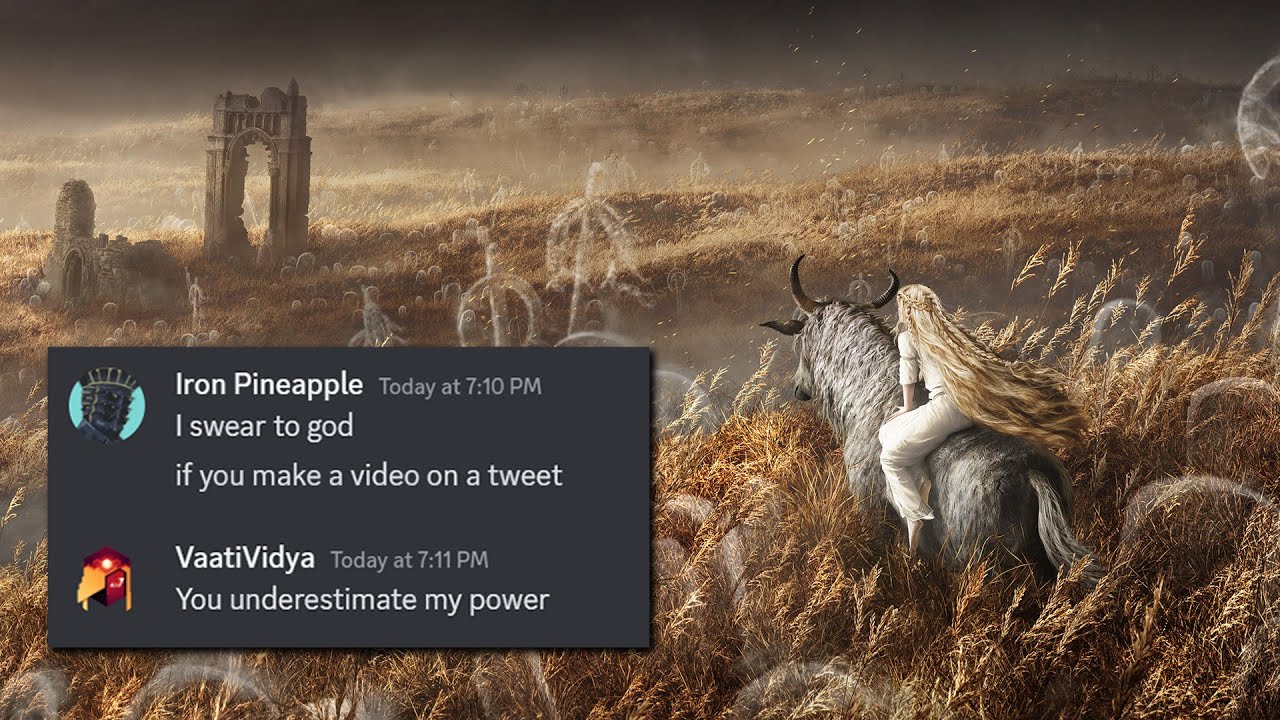 Iron Pineapple Today at 7:10 PM
I swear to god
if you make a video on a tweet
VaatiVidya Today at 7:11 PM
You underestimate my power